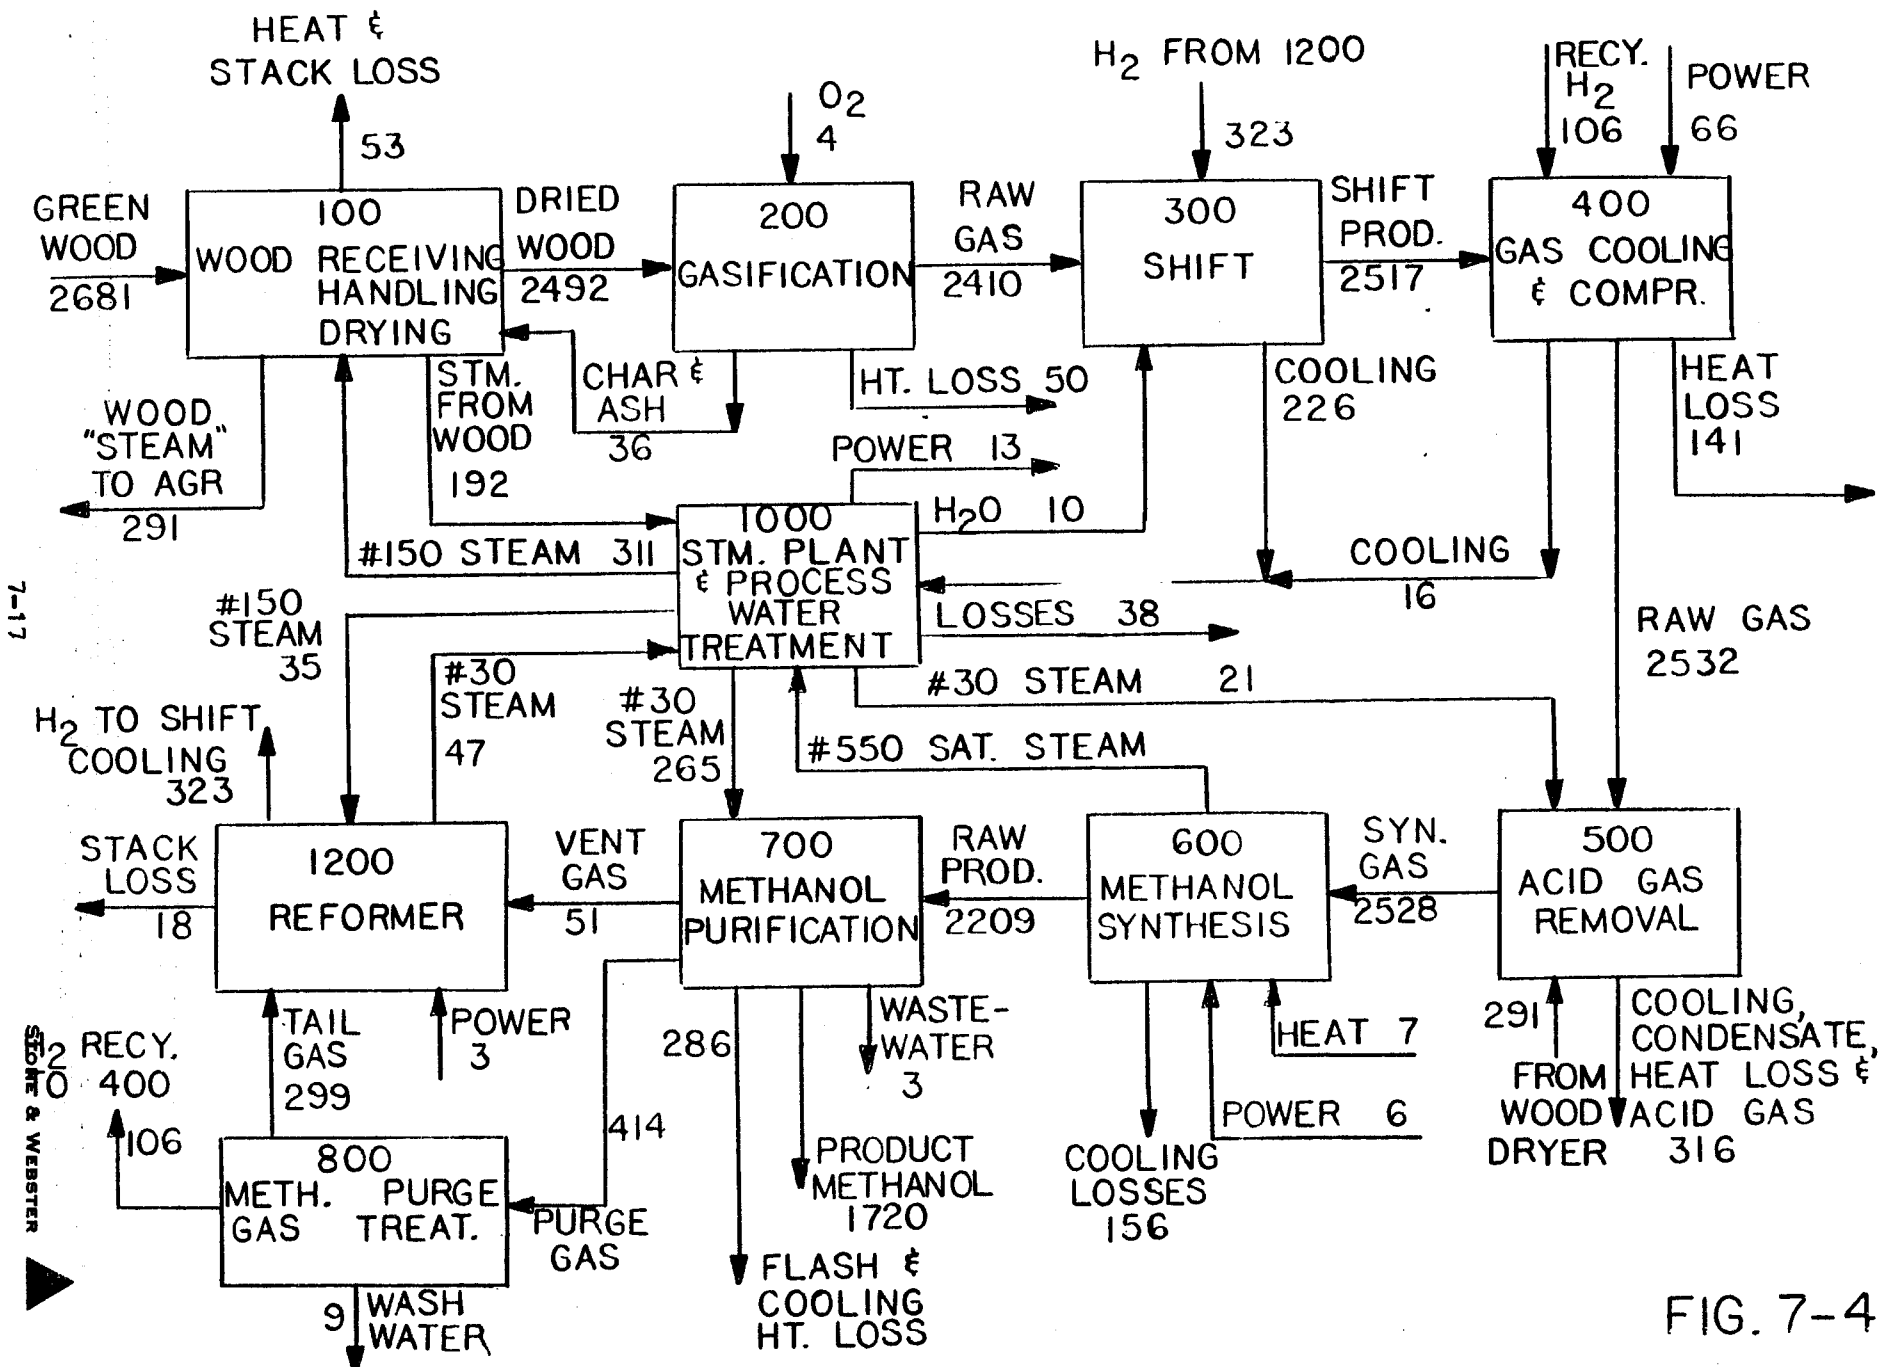 HEAT &
STACK LOSS
53
O2
4
H2 FROM 1200
323
RECY.
H2
106
POWER
66
GREEN
WOOD
2681
100
WOOD RECEIVING
HANDLING
DRYING
DRIED
WOOD
2492
200
GASIFICATION
RAW
GAS
2410
300
SHIFT
SHIFT
PROD.
2517
400
GAS COOLING
& COMPR.
WOOD
"STEAM"
TO AGR
291
STM.
FROM
WOOD
192
CHAR &
ASH
36
HT. LOSS 50
COOLING
226
HEAT
LOSS
141
POWER 13
H2O 10
#150 STEAM 311
1000
STM. PLANT
& PROCESS
WATER
TREATMENT
COOLING
16
LOSSES 38
7-17
#150
STEAM
35
#30
STEAM
47
#30
STEAM
265
#30 STEAM 21
#550 SAT. STEAM
RAW GAS
2532
H2 TO SHIFT
COOLING
323
STACK
LOSS
18
1200
REFORMER
VENT
GAS
51
700
METHANOL
PURIFICATION
RAW
PROD.
2209
600
METHANOL
SYNTHESIS
SYN.
GAS
2528
500
ACID GAS
REMOVAL
RECY.
400
106
TAIL
GAS
299
POWER
3
286
WASTE-
WATER
3
HEAT 7
POWER 6
291
FROM
WOOD
DRYER
COOLING,
CONDENSATE,
HEAT LOSS &
ACID GAS
316
414
800
METH. PURGE
GAS TREAT.
PURGE
GAS
PRODUCT
METHANOL
1720
COOLING
LOSSES
156
FLASH &
COOLING
HT. LOSS
9
WASH
WATER
& WEBSTER
FIG. 7-4